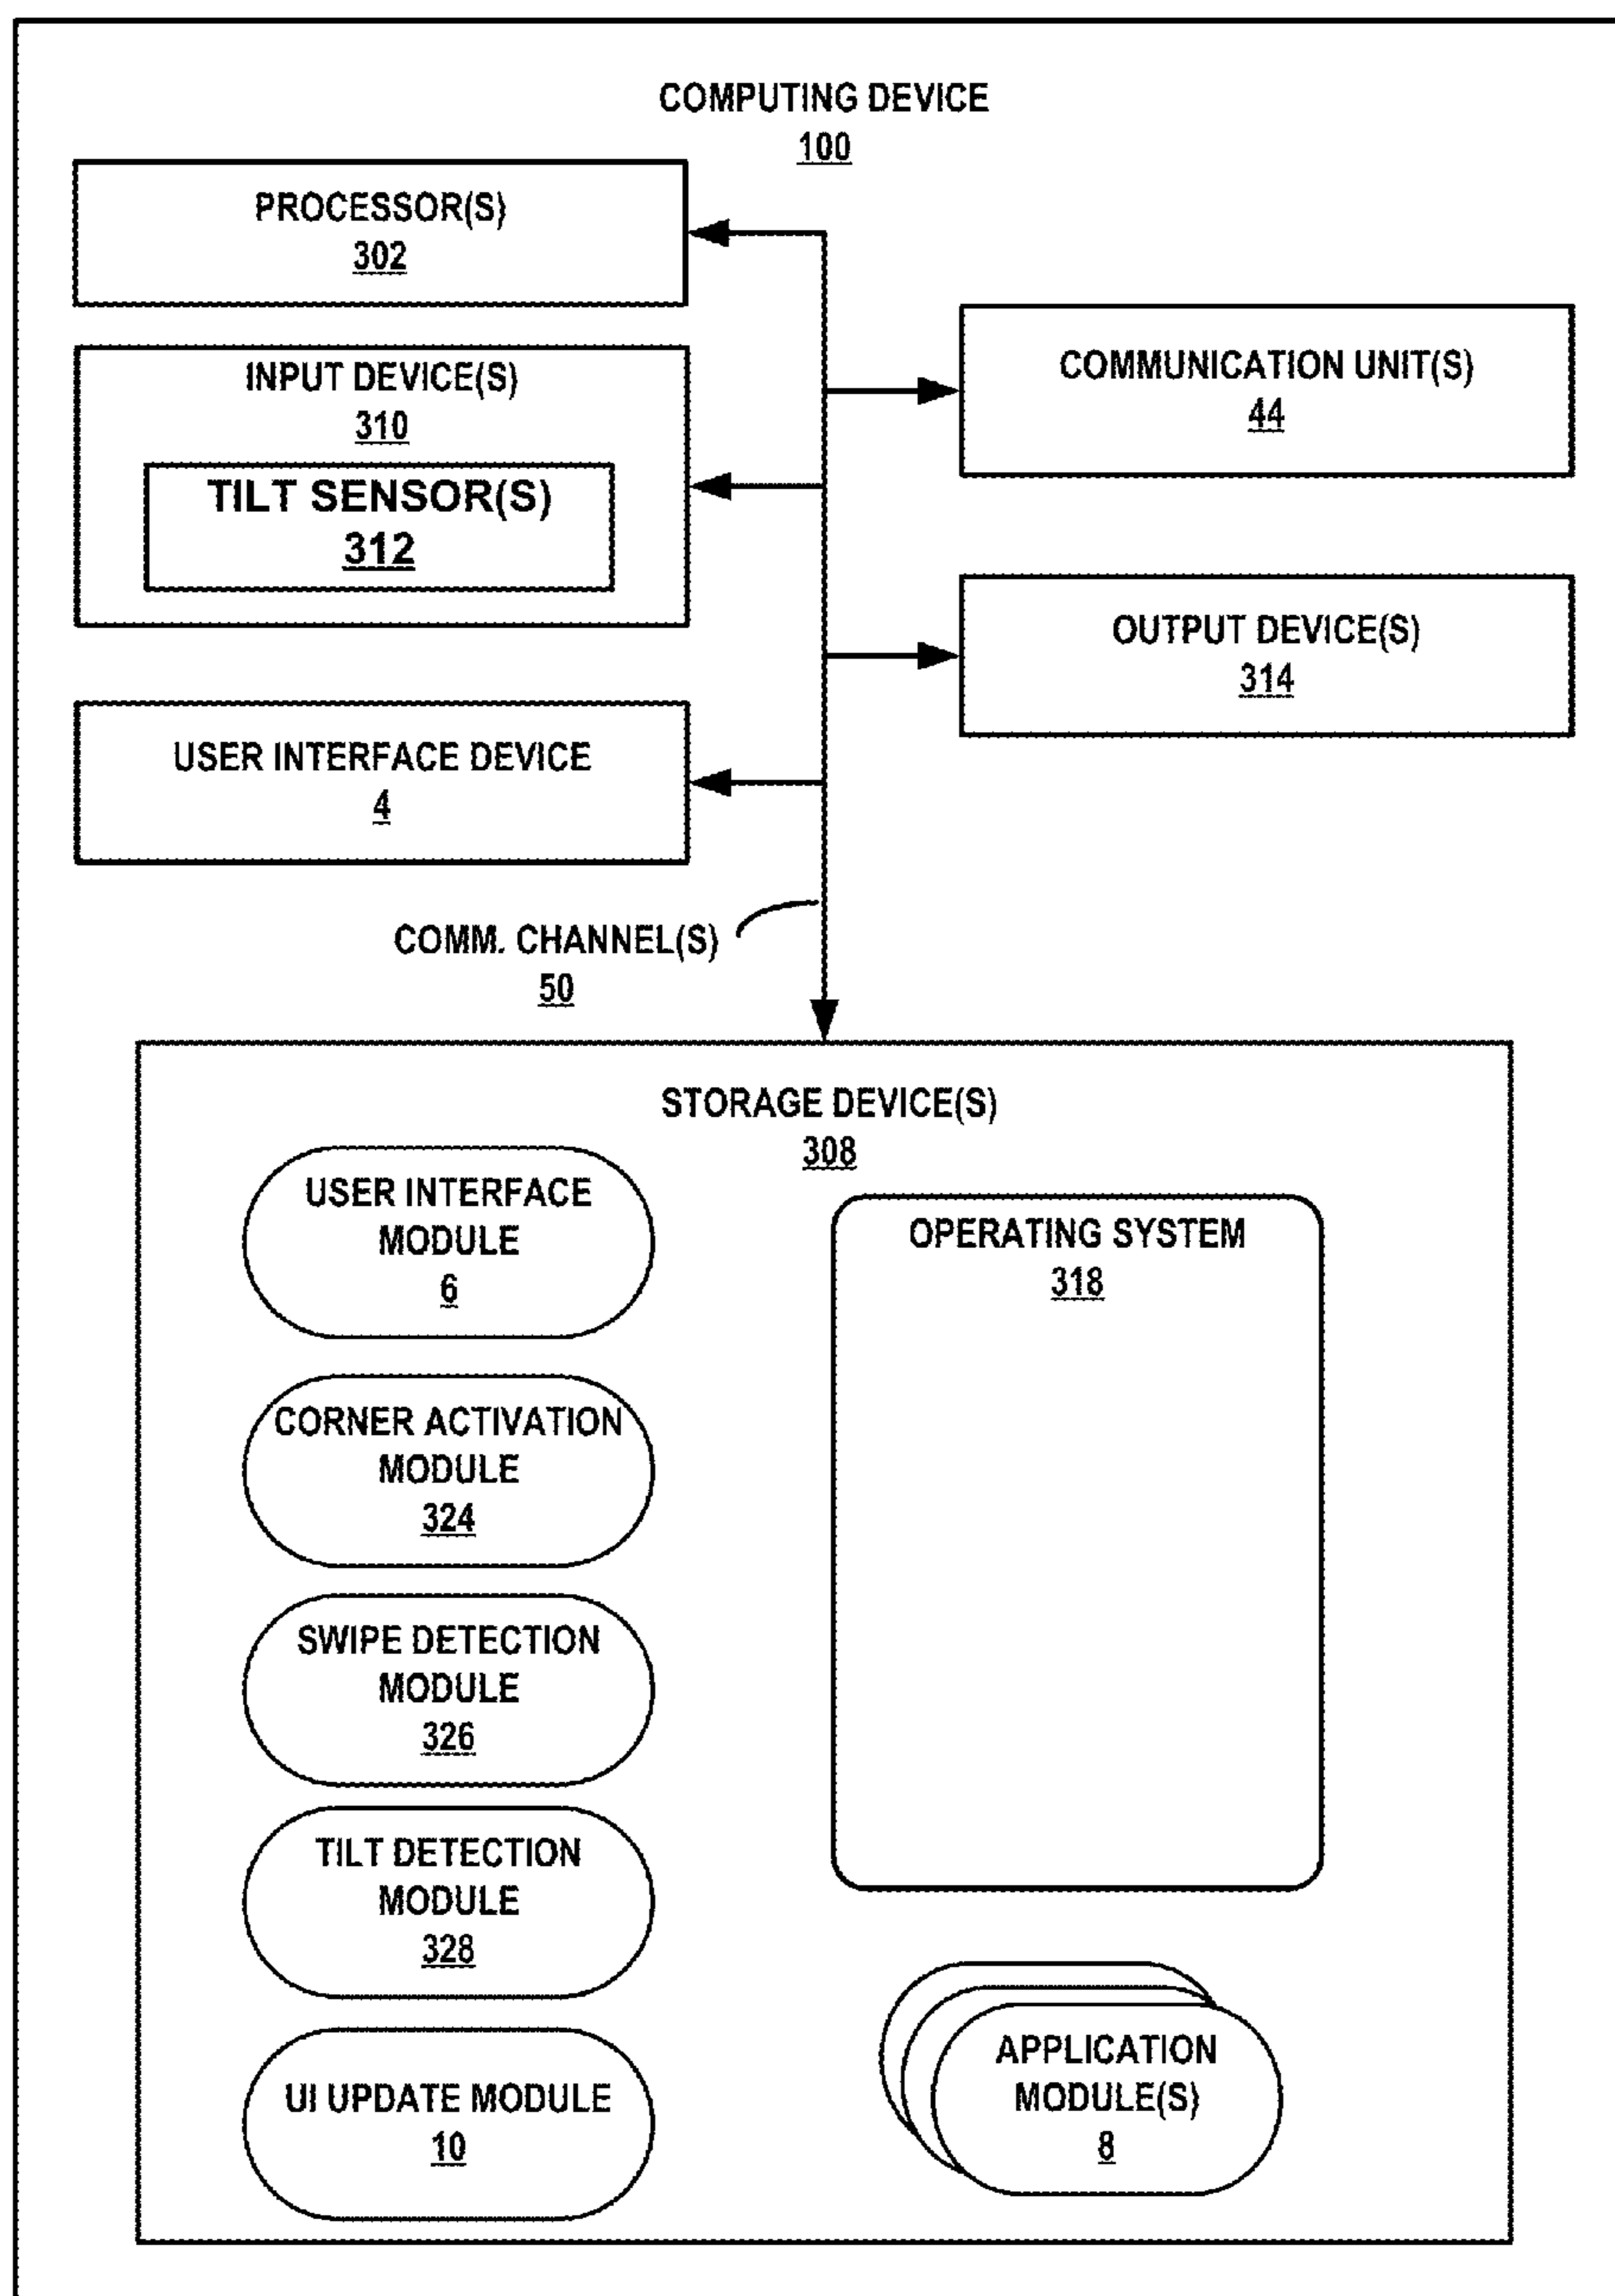 COMPUTING DEVICE
100
PROCESSOR(S)
302
INPUT DEVICE(S)
310
TILT SENSOR(S)
312
COMMUNICATION UNIT(S)
44
OUTPUT DEVICE(S)
314
USER INTERFACE DEVICE
4
COMM. CHANNEL(S)
50
STORAGE DEVICE(S)
308
USER INTERFACE
MODULE
6
CORNER ACTIVATION
MODULE
324
SWIPE DETECTION
MODULE
326
TILT DETECTION
MODULE
328
UI UPDATE MODULE
10
OPERATING SYSTEM
318
APPLICATION
MODULE(S)
8